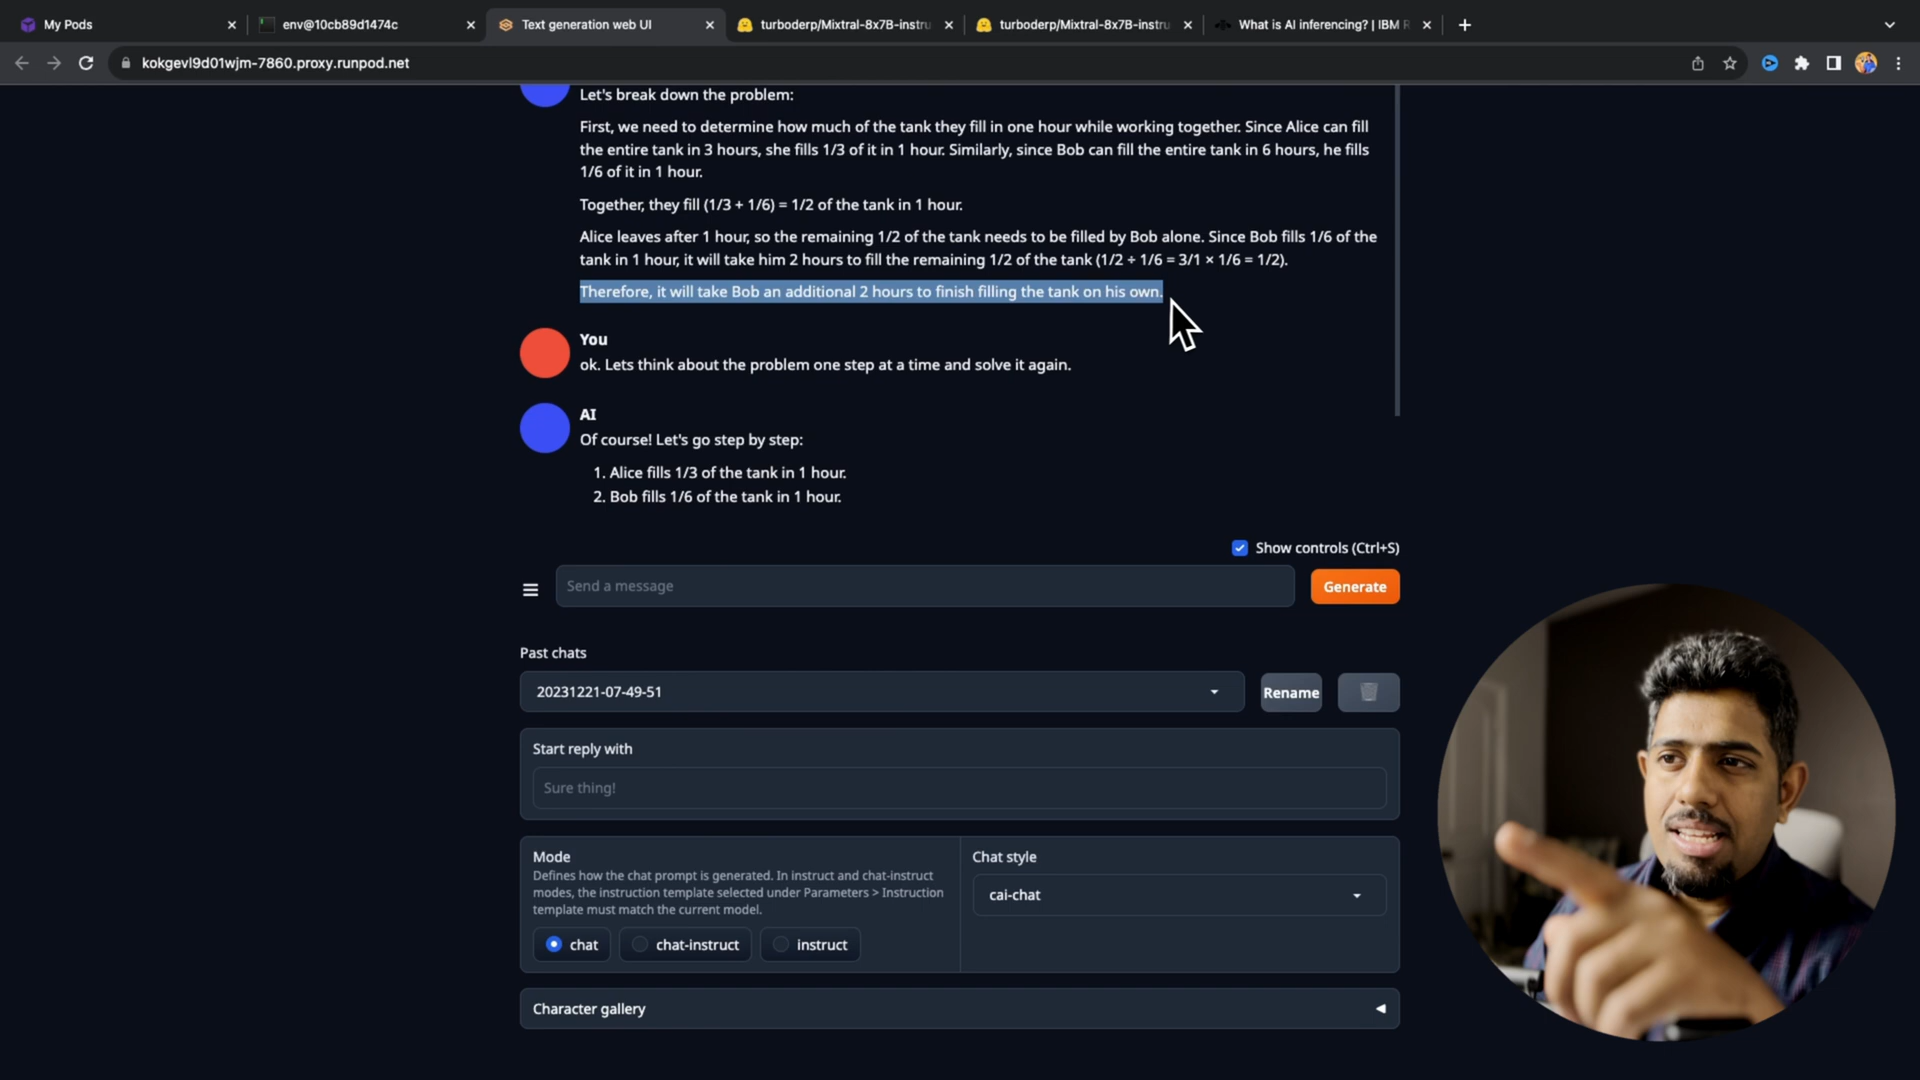 My Pods
env@10cb89d1474c
Text generation web UI
turboderp/Mixtral-8x7B-instru
turboderp/Mixtral-8x7B-instru
What is AI inferencing? | IBM R
kokgevl9d01wjm-7860.proxy.runpod.net
Let's break down the problem:
First, we need to determine how much of the tank they fill in one hour while working together. Since Alice can fill
the entire tank in 3 hours, she fills 1/3 of it in 1 hour. Similarly, since Bob can fill the entire tank in 6 hours, he fills
1/6 of it in 1 hour.
Together, they fill (1/3 + 1/6) = 1/2 of the tank in 1 hour.
Alice leaves after 1 hour, so the remaining 1/2 of the tank needs to be filled by Bob alone. Since Bob fills 1/6 of the
tank in 1 hour, it will take him 2 hours to fill the remaining 1/2 of the tank (1/2 ÷ 1/6 = 3/1 × 1/6 = 1/2).
Therefore, it will take Bob an additional 2 hours to finish filling the tank on his own.
You
ok. Lets think about the problem one step at a time and solve it again.
AI
Of course! Let's go step by step:
1. Alice fills 1/3 of the tank in 1 hour.
2. Bob fills 1/6 of the tank in 1 hour.
Show controls (Ctrl+S)
Send a message
Generate
Past chats
20231221-07-49-51
Rename
Start reply with
Sure thing!
Mode
Defines how the chat prompt is generated. In instruct and chat-instruct
modes, the instruction template selected under Parameters > Instruction
template must match the current model.
chat
chat-instruct
instruct
Chat style
cai-chat
Character gallery